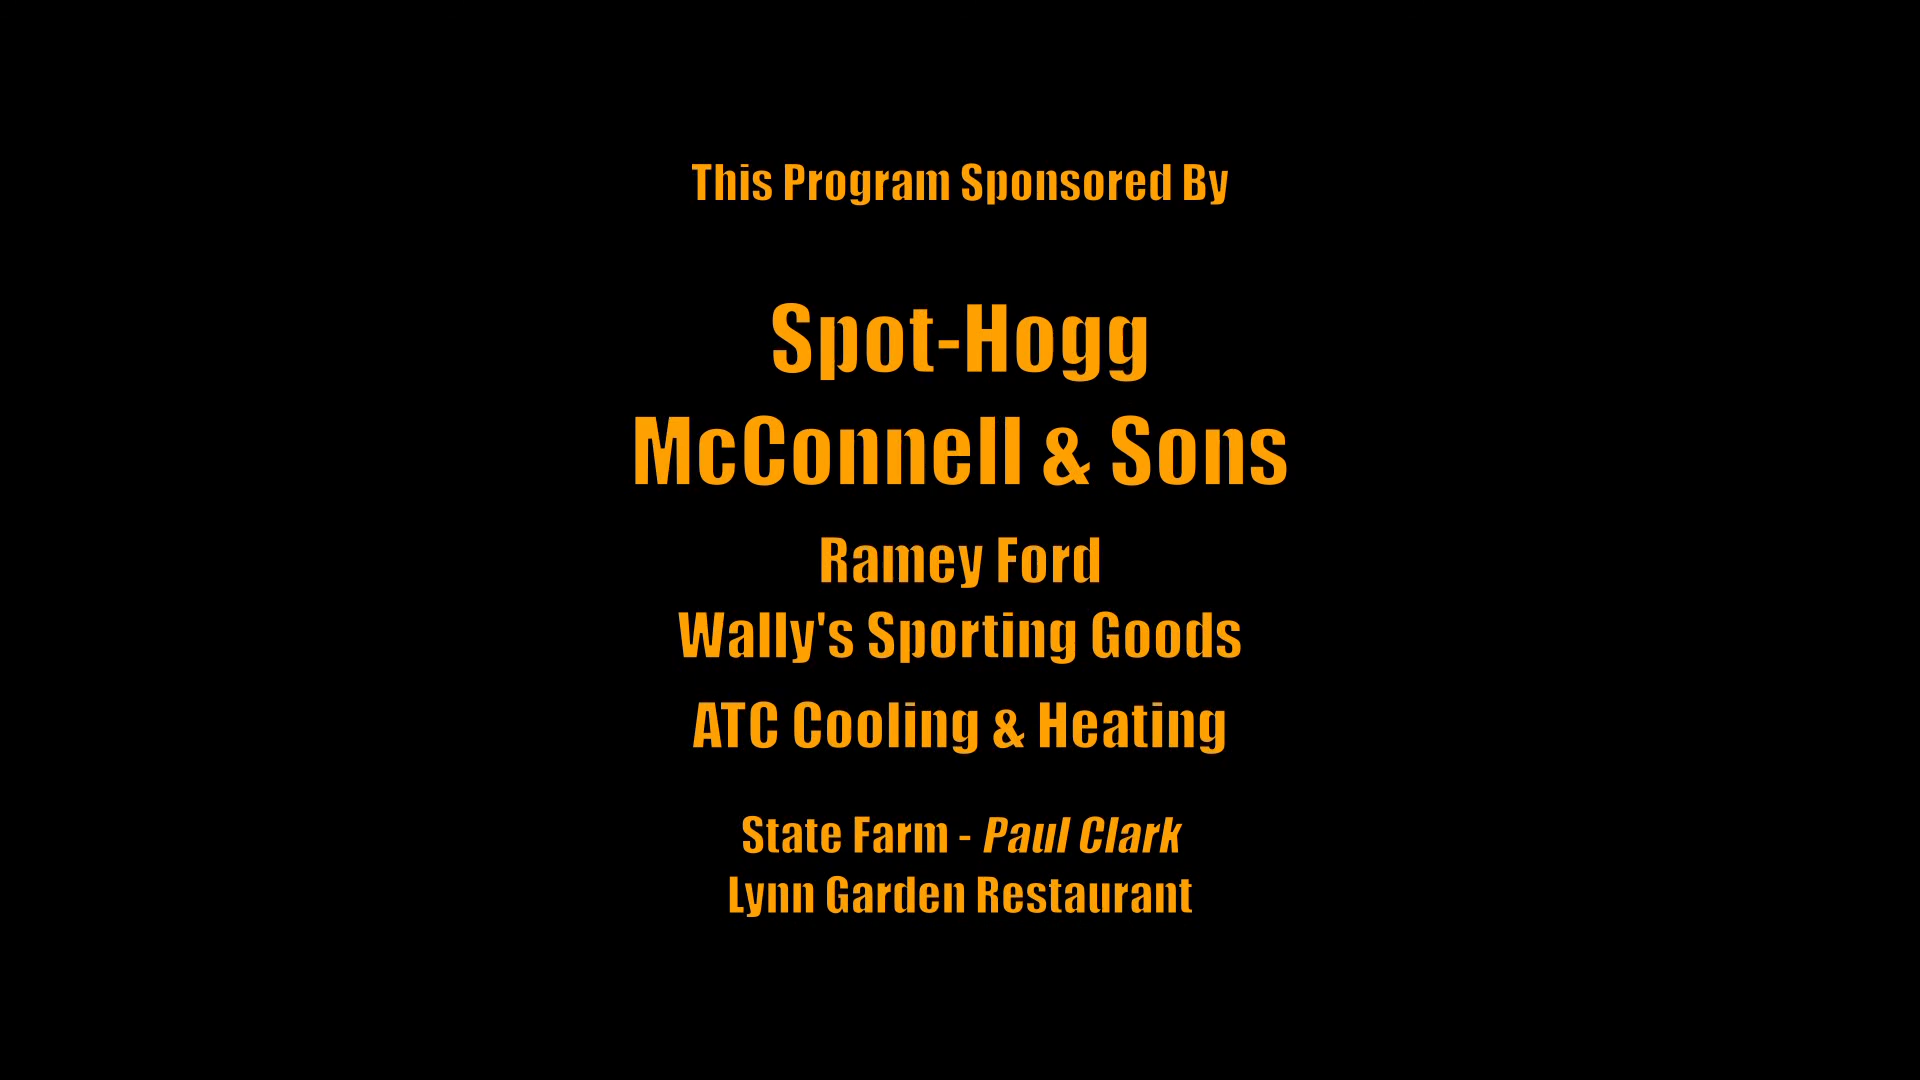 This Program Sponsored By
Spot-Hogg
McConnell & Sons
Ramey Ford
Wally's Sporting Goods
ATC Cooling & Heating
State Farm - Paul Clark
Lynn Garden Restaurant